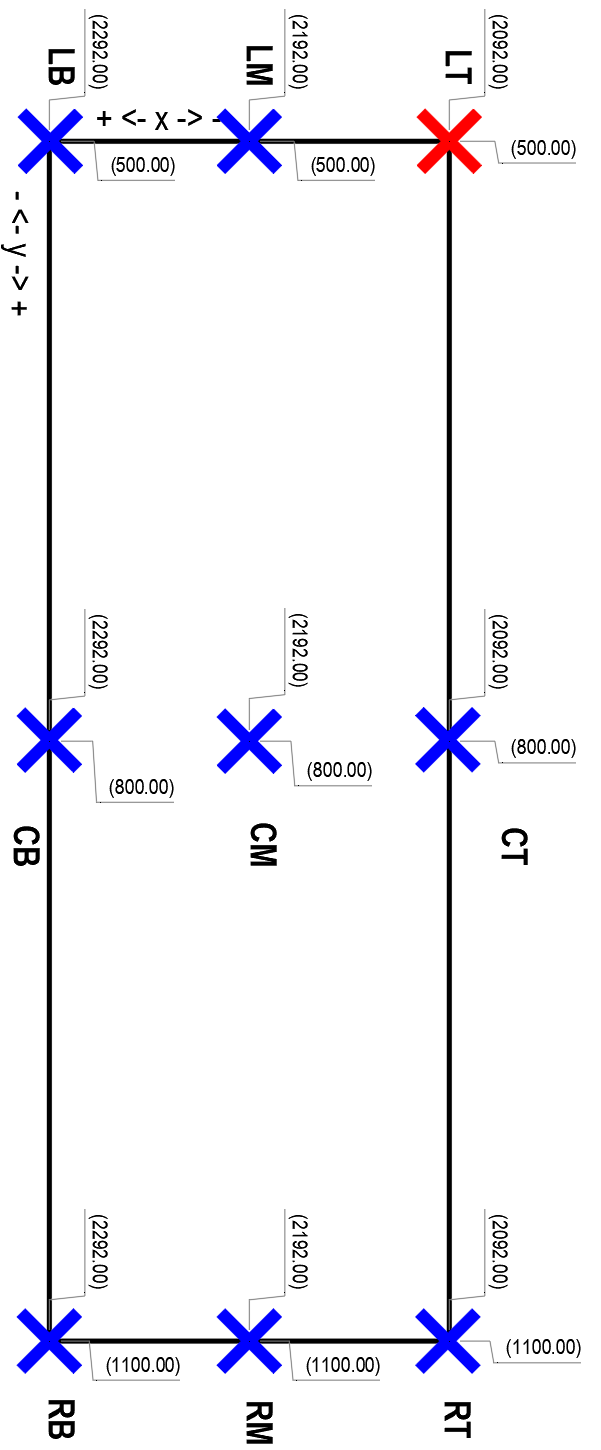 LB
(2292.00)
LM
(2192.00)
LT
(2092.00)
+ <- x -> -
(500.00)
(500.00)
(500.00)
- <- y -> +
(2292.00)
(2192.00)
(2092.00)
(800.00)
(800.00)
(800.00)
CB
CM
CT
(2292.00)
(2192.00)
(2092.00)
(1100.00)
(1100.00)
(1100.00)
RB
RM
RT